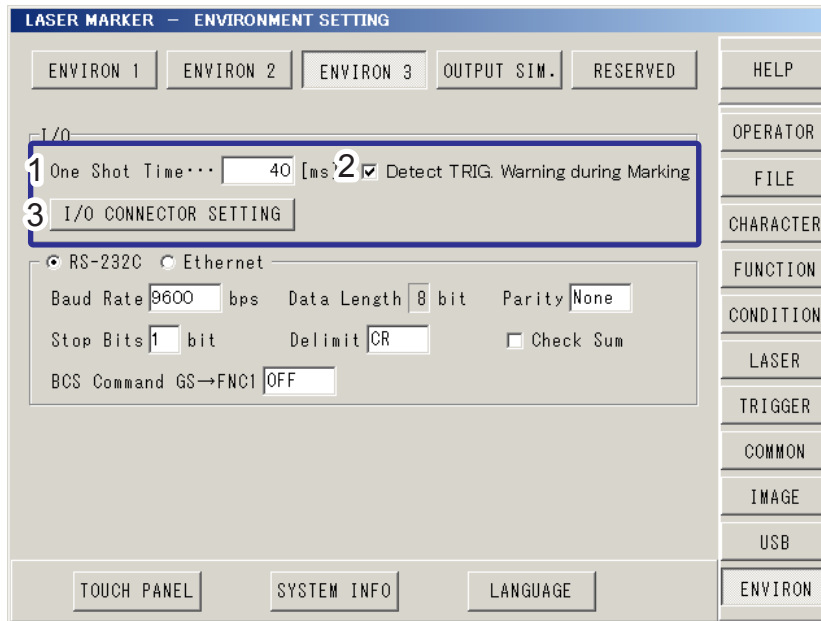 LASER MARKER － ENVIRONMENT SETTING
ENVIRON 1 ENVIRON 2 ENVIRON 3 OUTPUT SIM. RESERVED
I/O
1 One Shot Time･･･ 40 [ms] 2 Detect TRIG. Warning during Marking
3 I/O CONNECTOR SETTING
RS-232C Ethernet
Baud Rate 9600 bps Data Length 8 bit Parity None
Stop Bits 1 bit Delimit CR Check Sum
BCS Command GS→FNC1 OFF
TOUCH PANEL SYSTEM INFO LANGUAGE
HELP
OPERATOR
FILE
CHARACTER
FUNCTION
CONDITION
LASER
TRIGGER
COMMON
IMAGE
USB
ENVIRON